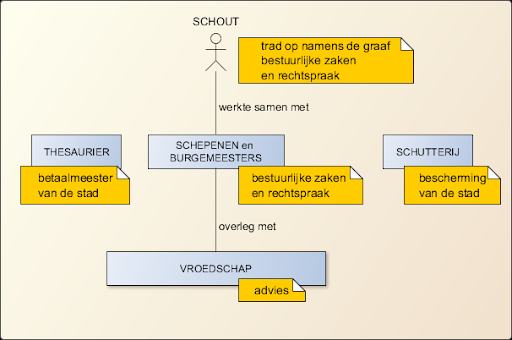 SCHOUT
trad op namens de graaf
bestuurlijke zaken
en rechtspraak
werkte samen met
THESAURIER
betaalmeester
van de stad
SCHEPENEN en
BURGEMEESTERS
bestuurlijke zaken
en rechtspraak
SCHUTTERIJ
bescherming
van de stad
overleg met
VROEDSCHAP
advies